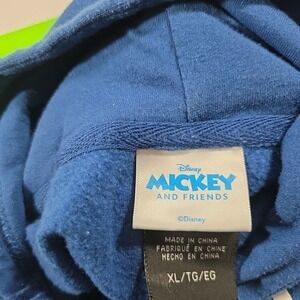 Disney
MICKEY
AND FRIENDS
©Disney
MADE IN CHINA
FABRIQUÉ EN CHINE
HECHO EN CHINA
XL/TG/EG